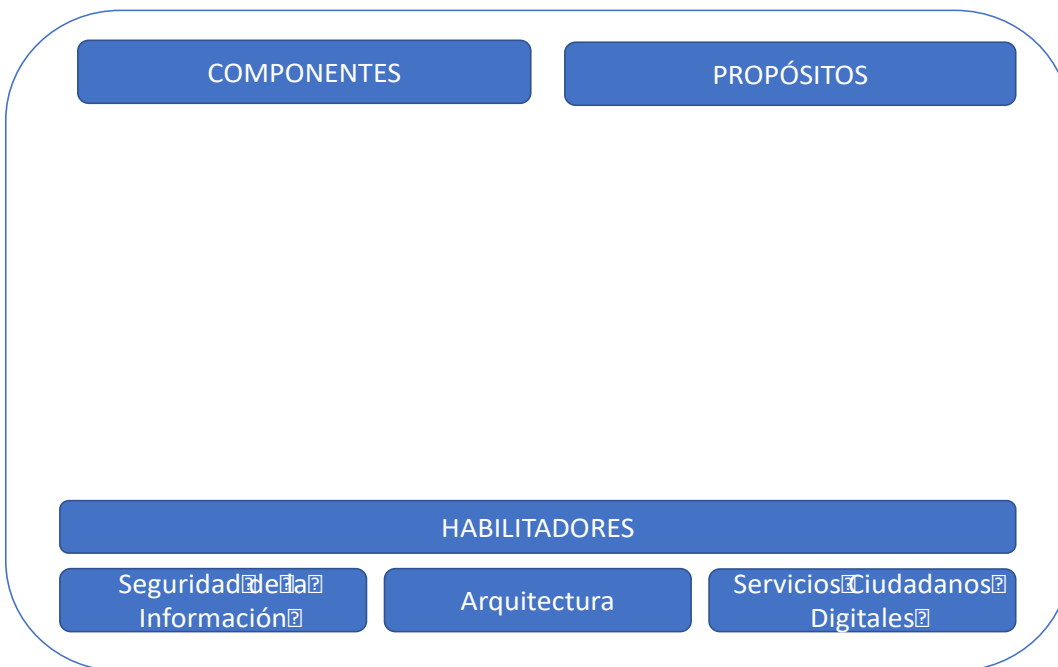 COMPONENTES
PROPÓSITOS
HABILITADORES
Seguridad de la
Información
Arquitectura
Servicios Ciudadanos
Digitales